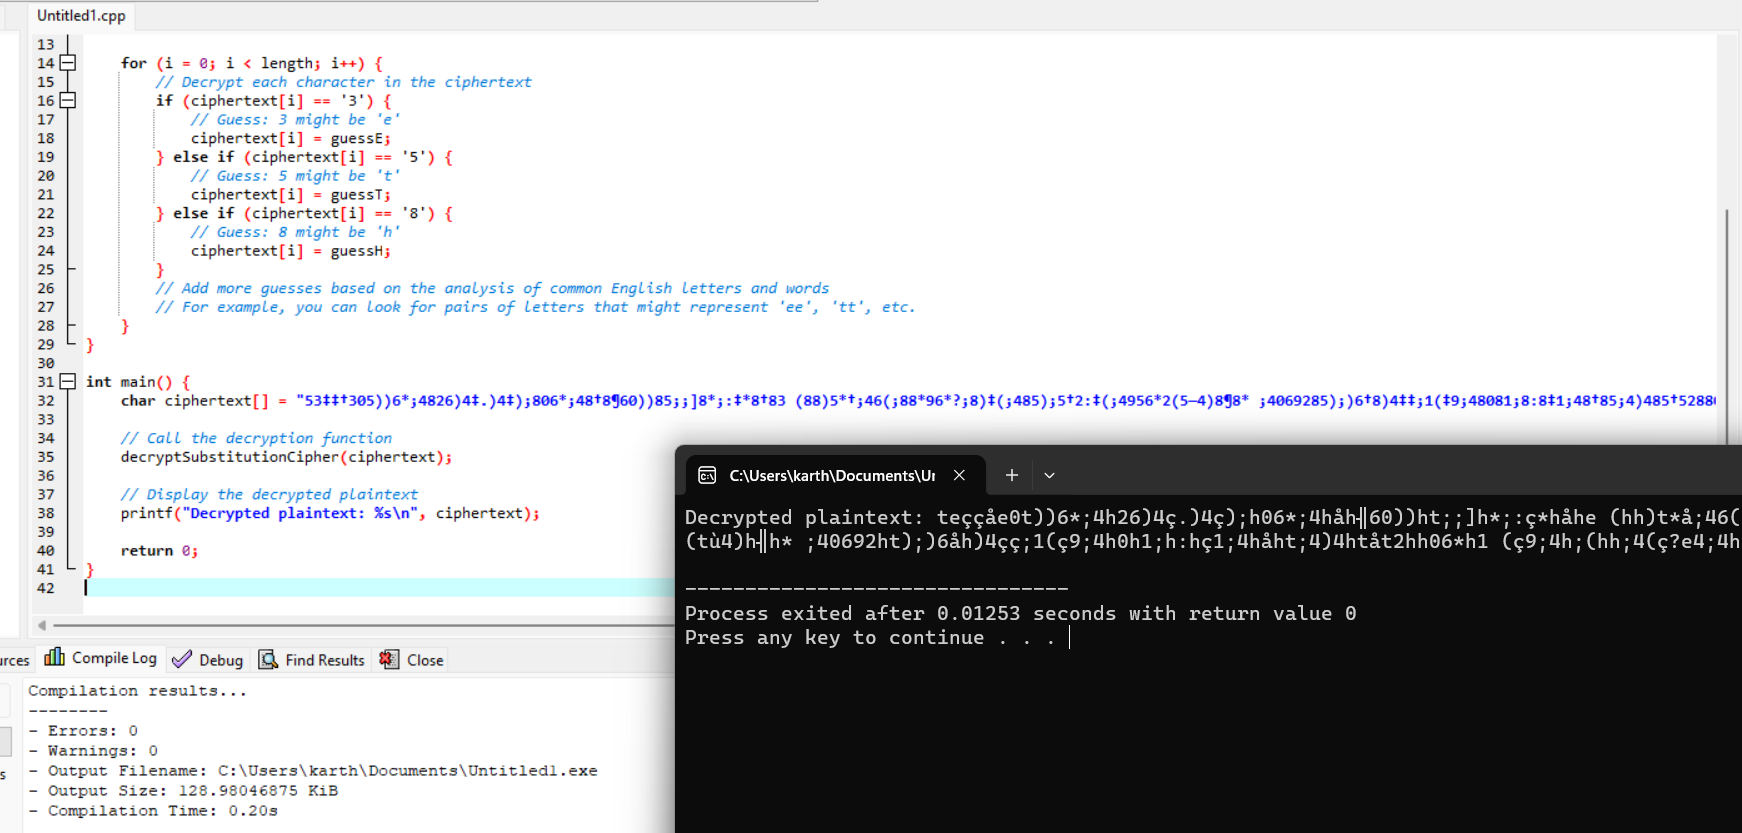 Untitled1.cpp
13
14 for (i = 0; i < length; i++) {
15 // Decrypt each character in the ciphertext
16 if (ciphertext[i] == '3') {
17 // Guess: 3 might be 'e'
18 ciphertext[i] = guessE;
19 } else if (ciphertext[i] == '5') {
20 // Guess: 5 might be 't'
21 ciphertext[i] = guessT;
22 } else if (ciphertext[i] == '8') {
23 // Guess: 8 might be 'h'
24 ciphertext[i] = guessH;
25 }
26 // Add more guesses based on the analysis of common English letters and words
27 // For example, you can look for pairs of letters that might represent 'ee', 'tt', etc.
28 }
29 }
30
31 int main() {
32 char ciphertext[] = "53‡‡†305))6*;4826)4‡.)4‡);806*;48†8¶60))85;;]8*;:‡*8†83 (88)5*†;46(;88*96*?;8)‡(;485);5†2:‡(;4956*2(5—4)8¶8* ;4069285);)6†8)4‡‡;1(‡9;48081;8:8‡1;48†85;4)485†5288
33
34 // Call the decryption function
35 decryptSubstitutionCipher(ciphertext);
36
37 // Display the decrypted plaintext
38 printf("Decrypted plaintext: %s\n", ciphertext);
39
40 return 0;
41 }
42
C:\Users\karth\Documents\Ur
Decrypted plaintext: teççåe0t))6*;4h26)4ç.)4ç);h06*;4håh╢60))ht;;]h*;:ç*håhe (hh)t*å;46(
(tù4)h╢h* ;40692ht);)6åh)4çç;1(ç9;4h0h1;h:hç1;4håht;4)4htåt2hh06*h1 (ç9;4h;(hh;4(ç?e4;4h
--------------------------------
Process exited after 0.01253 seconds with return value 0
Press any key to continue . . .
urces Compile Log Debug Find Results Close
Compilation results...
--------
- Errors: 0
- Warnings: 0
- Output Filename: C:\Users\karth\Documents\Untitled1.exe
- Output Size: 128.98046875 KiB
- Compilation Time: 0.20s
s